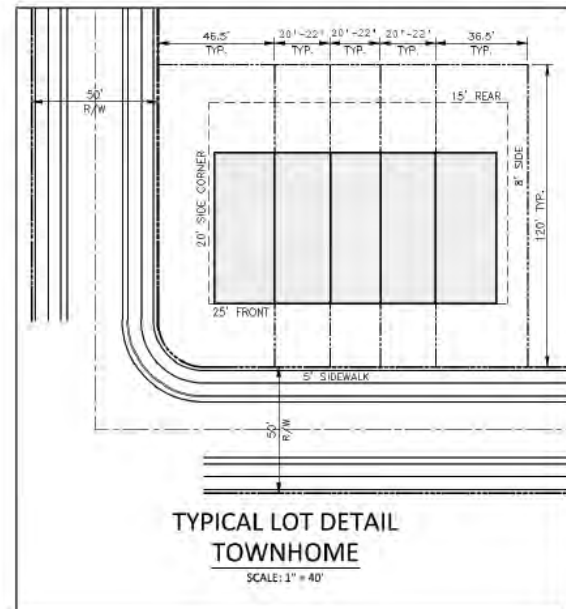 46.5' 20'-22' 20'-22' 20'-22' 36.5'
TYP. TYP. TYP. TYP. TYP.
50'
R/W
15' REAR
20' SIDE CORNER
8' SIDE
120' TYP.
25' FRONT
5' SIDEWALK
50'
R/W
TYPICAL LOT DETAIL
TOWNHOME
SCALE: 1" = 40'